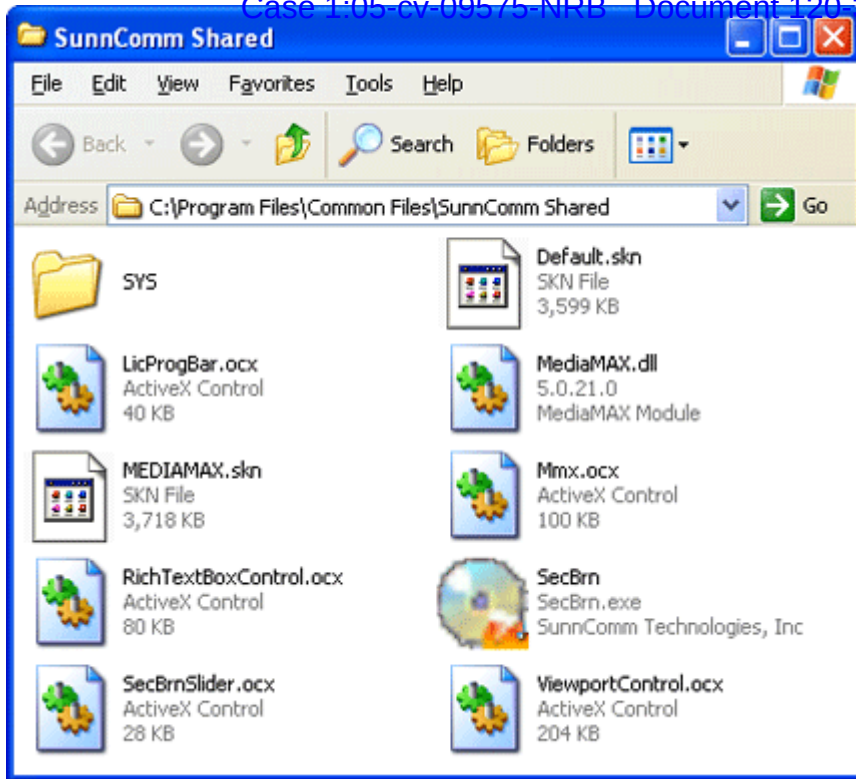 Case 1:05-cv-09575-NRB Document 120-
SunnComm Shared
File Edit View Favorites Tools Help
Back Search Folders
Address C:\Program Files\Common Files\SunnComm Shared Go
SYS
Default.skn
SKN File
3,599 KB
LicProgBar.ocx
ActiveX Control
40 KB
MediaMAX.dll
5.0.21.0
MediaMAX Module
MEDIAMAX.skn
SKN File
3,718 KB
Mmx.ocx
ActiveX Control
100 KB
RichTextBoxControl.ocx
ActiveX Control
80 KB
SecBrn
SecBrn.exe
SunnComm Technologies, Inc
SecBrnSlider.ocx
ActiveX Control
28 KB
ViewportControl.ocx
ActiveX Control
204 KB